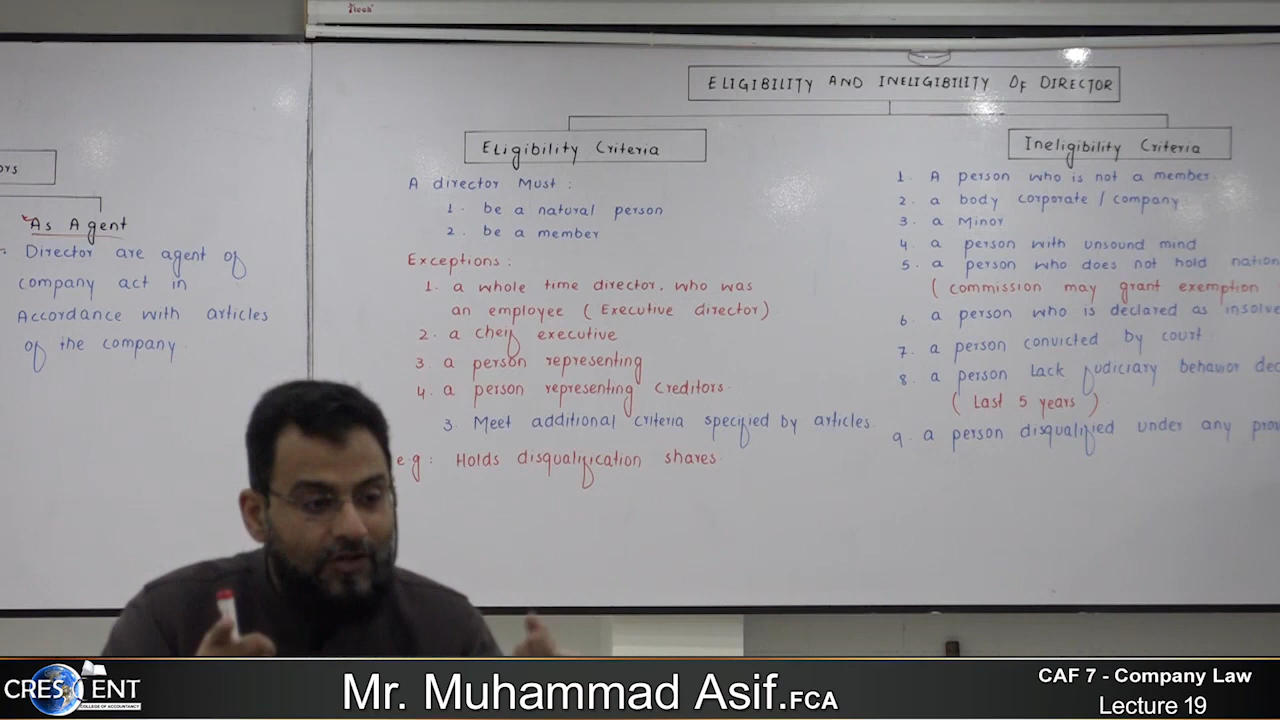 ors
As Agent
Director are agent of
company act in
Accordance with articles
of the company.
ELIGIBILITY AND INELIGIBILITY OF DIRECTOR
Eligibility Criteria
A director Must :
1. be a natural person
2. be a member
Exceptions :
1. a whole time director, who was
an employee ( Executive director)
2. a cheif executive
3. a person representing
4. a person representing creditors.
3. Meet additional criteria specified by articles.
e.g : Holds disqualification shares.
Ineligibility Criteria
1. A person who is not a member.
2. a body corporate / company
3. a Minor
4. a person with unsound mind
5. a person who does not hold nation
( commission may grant exemption
6. a person who is declared as insolve
7. a person convicted by court.
8. a person Lack judiciary behavior dec
( Last 5 years )
9. a person disqualified under any prov
CRESCENT
COLLEGE OF ACCOUNTANCY
Mr. Muhammad Asif.FCA
CAF 7 - Company Law
Lecture 19